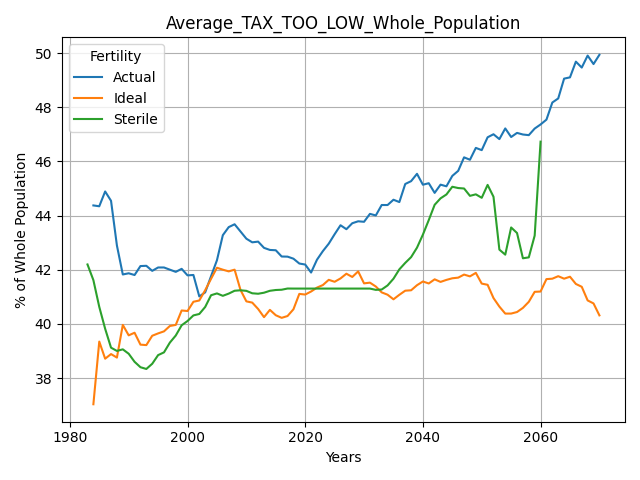 Average_TAX_TOO_LOW_Whole_Population
Fertility
Actual
Ideal
Sterile
% of Whole Population
50
48
46
44
42
40
38
1980
2000
2020
2040
2060
Years